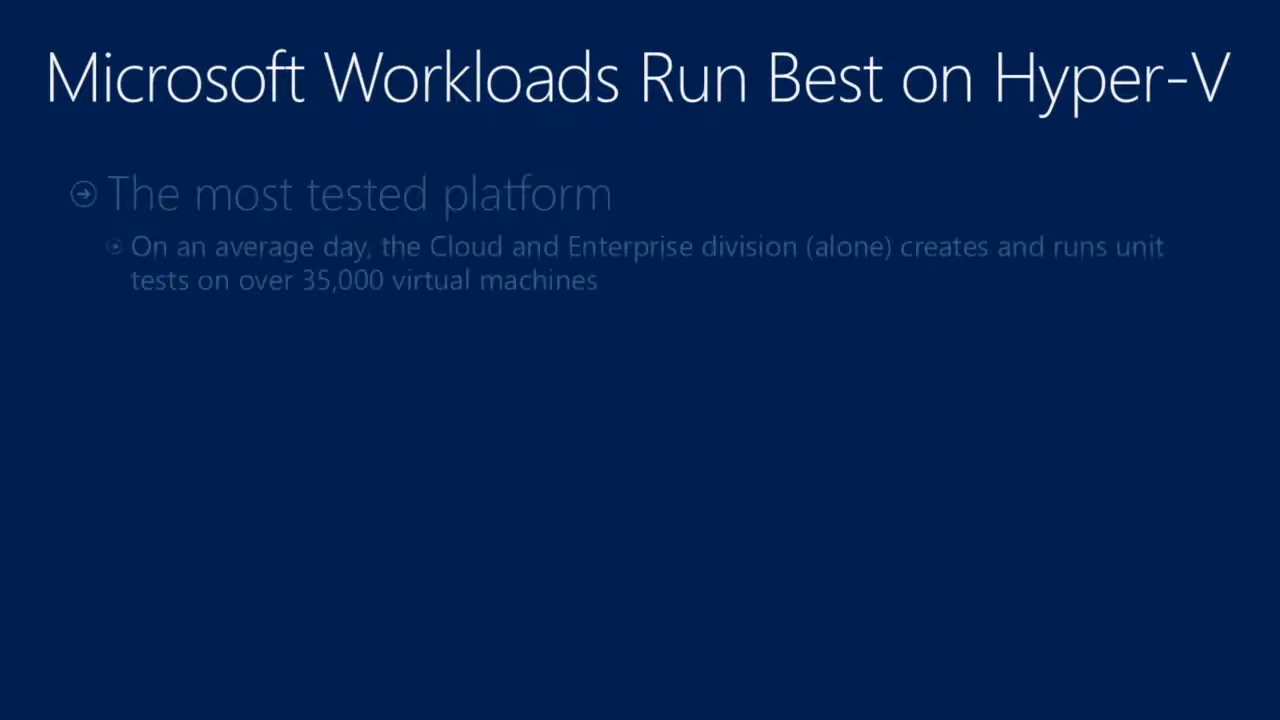 Microsoft Workloads Run Best on Hyper-V
The most tested platform
On an average day, the Cloud and Enterprise division (alone) creates and runs unit
tests on over 35,000 virtual machines